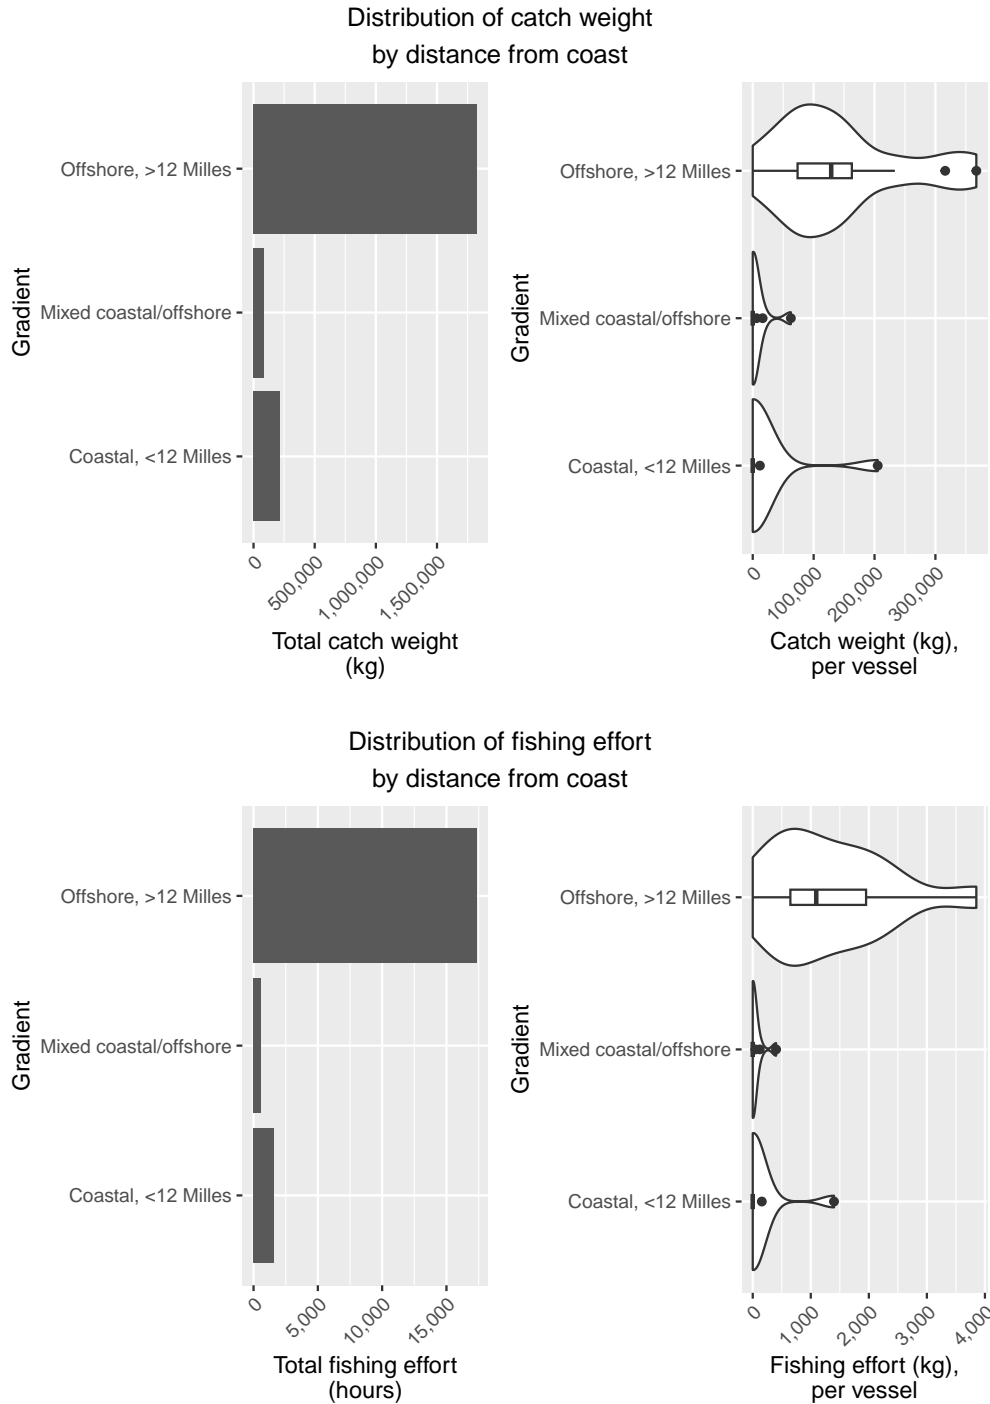 Distribution of catch weight
by distance from coast
Gradient
Offshore, >12 Milles
Mixed coastal/offshore
Coastal, <12 Milles
0
500,000
1,000,000
1,500,000
Total catch weight
(kg)
Gradient
Offshore, >12 Milles
Mixed coastal/offshore
Coastal, <12 Milles
0
100,000
200,000
300,000
Catch weight (kg),
per vessel
Distribution of fishing effort
by distance from coast
Gradient
Offshore, >12 Milles
Mixed coastal/offshore
Coastal, <12 Milles
0
5,000
10,000
15,000
Total fishing effort
(hours)
Gradient
Offshore, >12 Milles
Mixed coastal/offshore
Coastal, <12 Milles
0
1,000
2,000
3,000
4,000
Fishing effort (kg),
per vessel